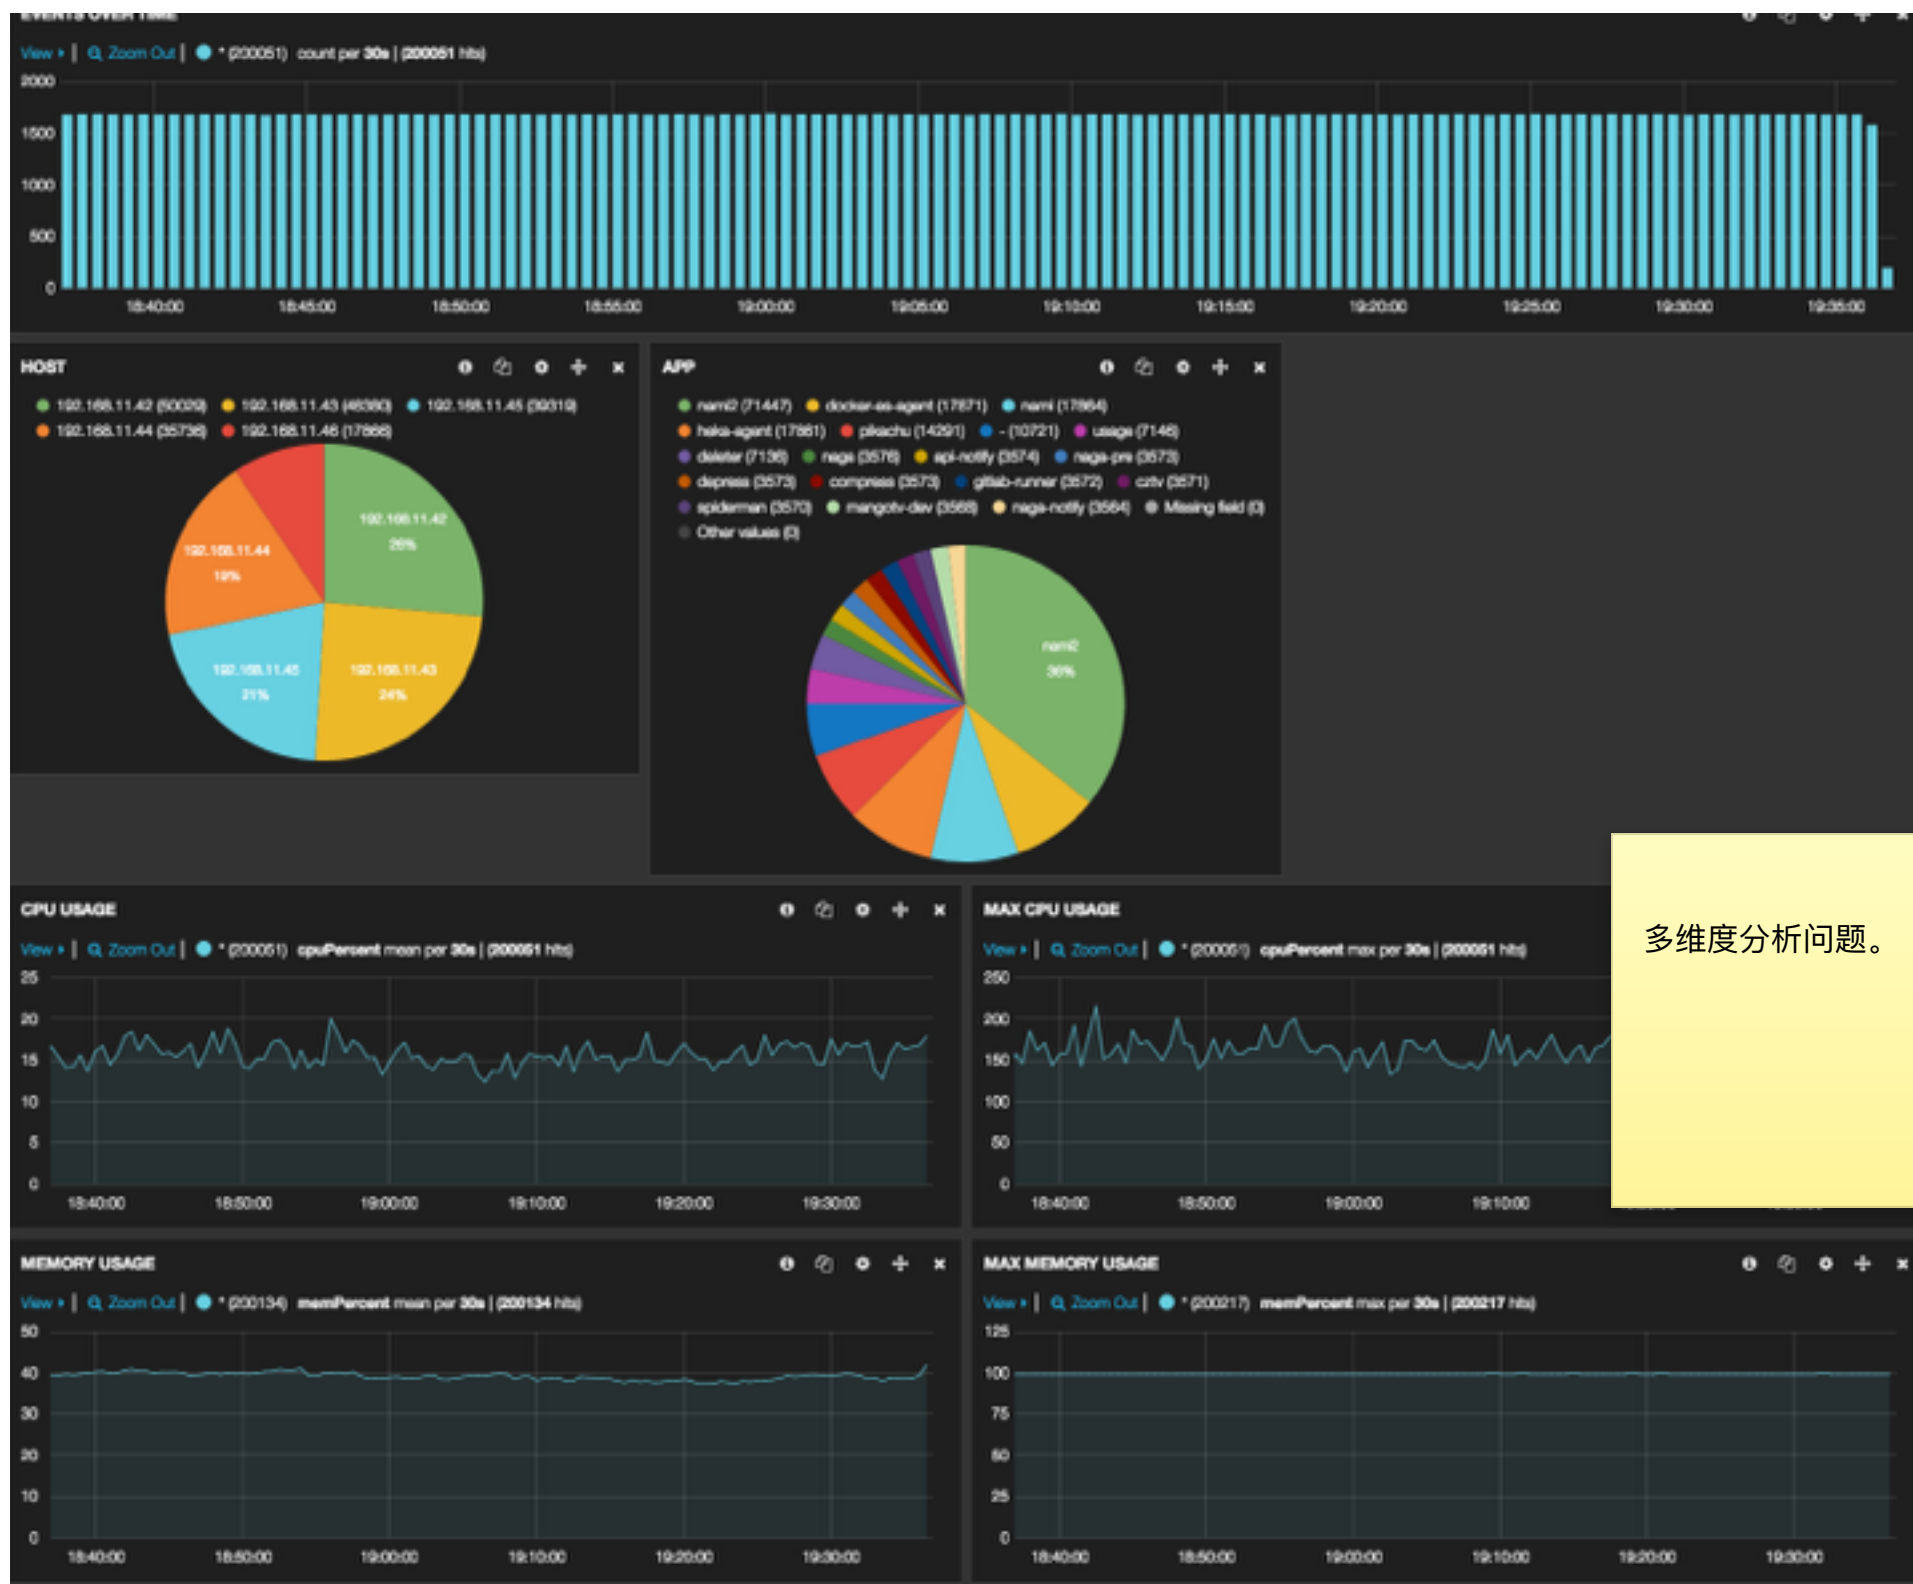 EVENTS OVER TIME
View | Zoom Out | * (200051) count per 30s | (200051 hits)
2000
1500
1000
500
0
18:40:00 18:45:00 18:50:00 18:55:00 19:00:00 19:05:00 19:10:00 19:15:00 19:20:00 19:25:00 19:30:00 19:35:00
HOST
192.168.11.42 (50029) 192.168.11.43 (46380) 192.168.11.45 (39319)
192.168.11.44 (35736) 192.168.11.46 (17866)
192.168.11.42
26%
192.168.11.44
19%
192.168.11.45
21%
192.168.11.43
24%
APP
nami2 (71447) docker-es-agent (17871) nami (17864)
heka-agent (17861) pikachu (14291) - (10721) usage (7146)
deleter (7136) naga (3576) api-notify (3574) naga-pre (3573)
depress (3573) compress (3573) gitlab-runner (3572) cztv (3571)
spiderman (3570) mangotv-dev (3568) naga-notify (3564) Missing field (0)
Other values (0)
nami2
36%
CPU USAGE
View | Zoom Out | * (200051) cpuPercent mean per 30s | (200051 hits)
25
20
15
10
5
0
18:40:00 18:50:00 19:00:00 19:10:00 19:20:00 19:30:00
MAX CPU USAGE
View | Zoom Out | * (200051) cpuPercent max per 30s | (200051 hits)
250
200
150
100
50
0
18:40:00 18:50:00 19:00:00 19:10:00
多维度分析问题。
MEMORY USAGE
View | Zoom Out | * (200134) memPercent mean per 30s | (200134 hits)
50
40
30
20
10
0
18:40:00 18:50:00 19:00:00 19:10:00 19:20:00 19:30:00
MAX MEMORY USAGE
View | Zoom Out | * (200217) memPercent max per 30s | (200217 hits)
125
100
75
50
25
0
18:40:00 18:50:00 19:00:00 19:10:00 19:20:00 19:30:00